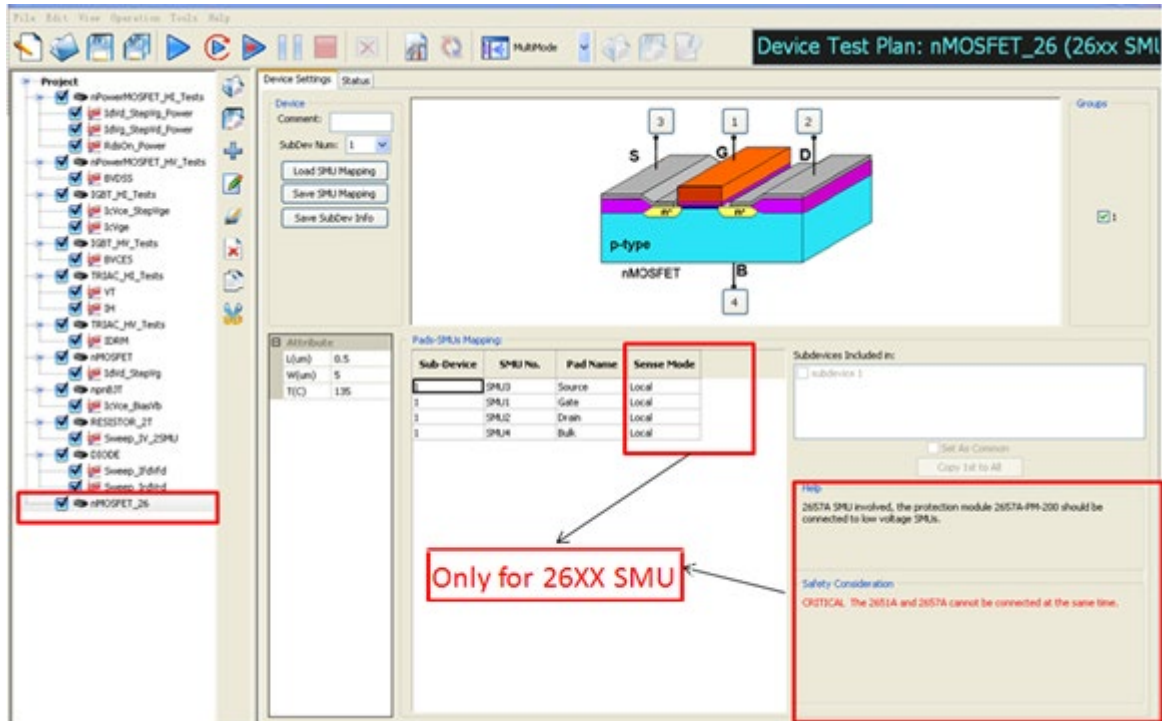 File Edit View Operation Tools Help
MultiMode
Device Test Plan: nMOSFET_26 (26xx SMU
Project
nPowerMOSFET_HI_Tests
IdVd_StepVg_Power
IdVg_StepVd_Power
RdsOn_Power
nPowerMOSFET_HV_Tests
BVDSS
IGBT_HI_Tests
IcVce_StepVge
IcVge
IGBT_HV_Tests
BVCES
TRIAC_HI_Tests
VT
IH
TRIAC_HV_Tests
IDRM
nMOSFET
IdVd_StepVg
npnBJT
IcVce_BiasVb
RESISTOR_2T
Sweep_IV_2SMU
DIODE
Sweep_IfdVfd
Sweep_IrdVrd
nMOSFET_26
Device Settings Status
Device
Comment:
SubDev Num: 1
Load SMU Mapping
Save SMU Mapping
Save SubDev Info
3 1 2
S G D
n+ n+
p-type
nMOSFET B
4
Groups
1
Attribute
L(um) 0.5
W(um) 5
T(C) 135
Pads-SMUs Mapping:
Sub-Device SMU No. Pad Name Sense Mode
1 SMU3 Source Local
1 SMU1 Gate Local
1 SMU2 Drain Local
1 SMU4 Bulk Local
Only for 26XX SMU
Subdevices Included in:
subdevice 1
Set As Common
Copy 1st to All
Help
2657A SMU involved, the protection module 2657A-PM-200 should be
connected to low voltage SMUs.
Safety Consideration
CRITICAL The 2651A and 2657A cannot be connected at the same time.